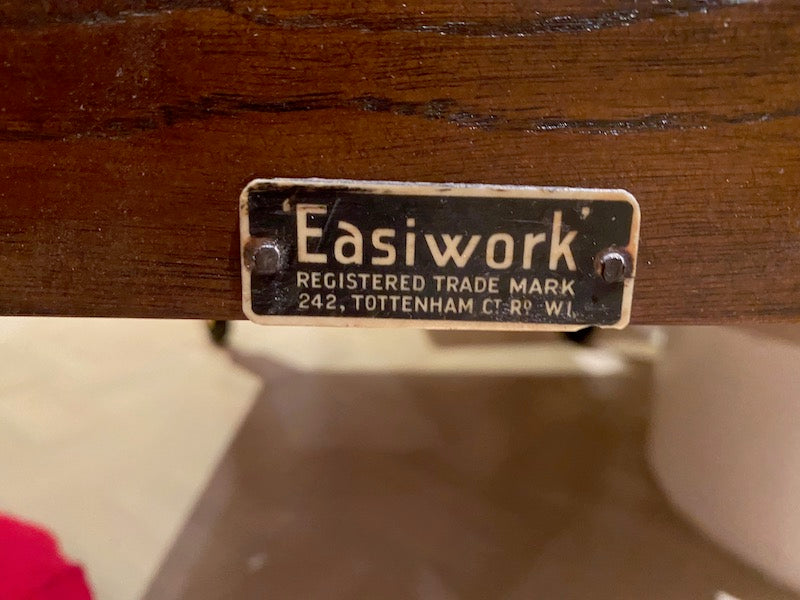 'Easiwork'
REGISTERED TRADE MARK
242, TOTTENHAM CT RD W1.